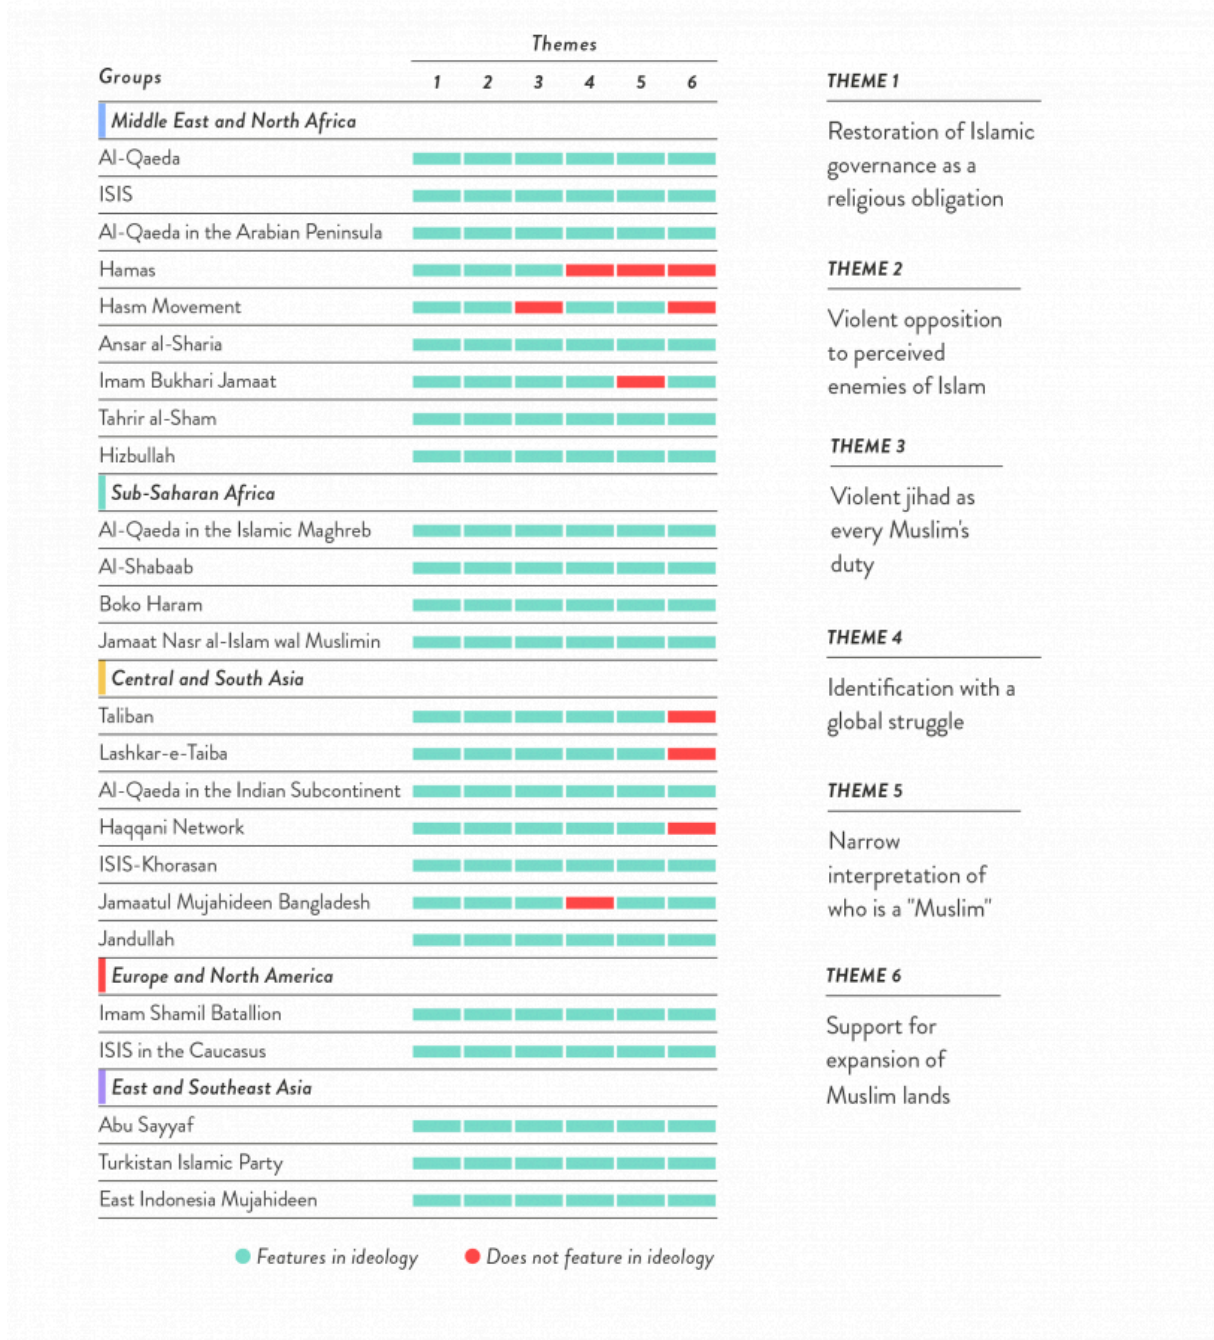 Themes
Groups
1 2 3 4 5 6
Middle East and North Africa
Al-Qaeda
ISIS
Al-Qaeda in the Arabian Peninsula
Hamas
Hasm Movement
Ansar al-Sharia
Imam Bukhari Jamaat
Tahrir al-Sham
Hizbullah
Sub-Saharan Africa
Al-Qaeda in the Islamic Maghreb
Al-Shabaab
Boko Haram
Jamaat Nasr al-Islam wal Muslimin
Central and South Asia
Taliban
Lashkar-e-Taiba
Al-Qaeda in the Indian Subcontinent
Haqqani Network
ISIS-Khorasan
Jamaatul Mujahideen Bangladesh
Jandullah
Europe and North America
Imam Shamil Batallion
ISIS in the Caucasus
East and Southeast Asia
Abu Sayyaf
Turkistan Islamic Party
East Indonesia Mujahideen
Features in ideology
Does not feature in ideology
THEME 1
Restoration of Islamic
governance as a
religious obligation
THEME 2
Violent opposition
to perceived
enemies of Islam
THEME 3
Violent jihad as
every Muslim's
duty
THEME 4
Identification with a
global struggle
THEME 5
Narrow
interpretation of
who is a "Muslim"
THEME 6
Support for
expansion of
Muslim lands